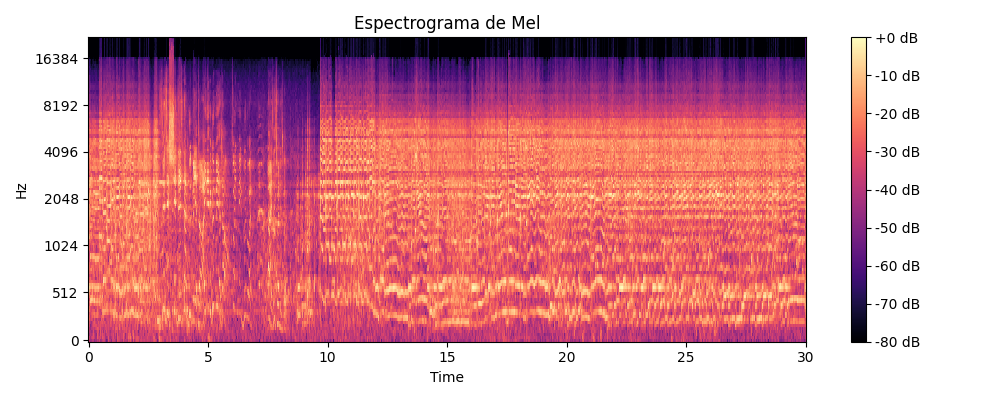 Espectrograma de Mel
Hz
16384
8192
4096
2048
1024
512
0
0 5 10 15 20 25 30
Time
+0 dB
-10 dB
-20 dB
-30 dB
-40 dB
-50 dB
-60 dB
-70 dB
-80 dB